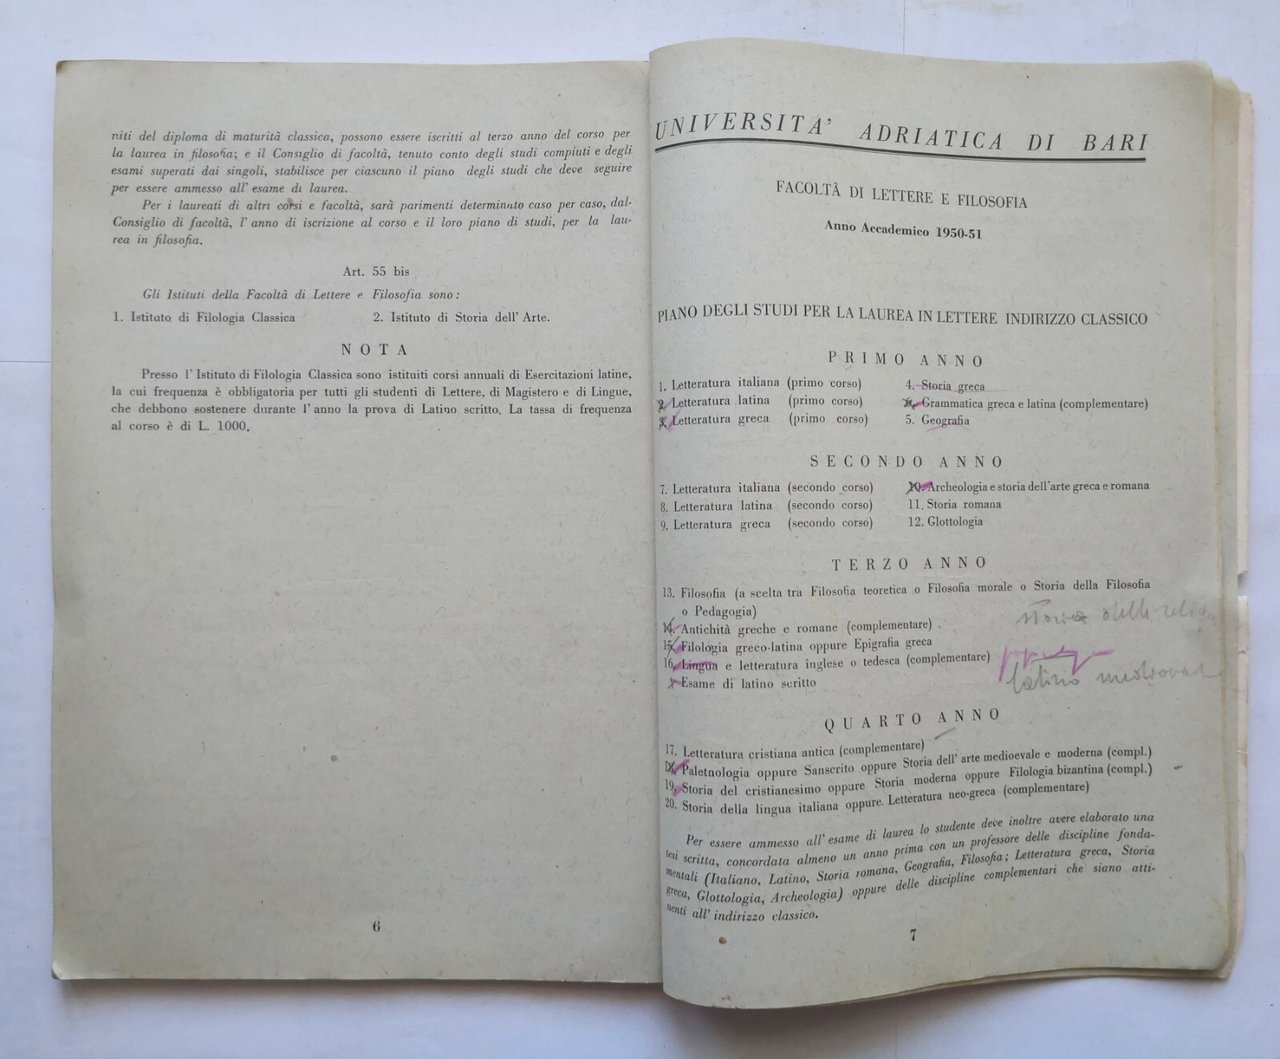 niti del diploma di maturità classica, possono essere iscritti al terzo anno del corso per
la laurea in filosofia; e il Consiglio di facoltà, tenuto conto degli studi compiuti e degli
esami superati dai singoli, stabilisce per ciascuno il piano degli studi che deve seguire
per essere ammesso all' esame di laurea.
Per i laureati di altri corsi e facoltà, sarà parimenti determinato caso per caso, dal-
Consiglio di facoltà, l' anno di iscrizione al corso e il loro piano di studi, per la lau-
rea in filosofia.
Art. 55 bis
Gli Istituti della Facoltà di Lettere e Filosofia sono:
1. Istituto di Filologia Classica 2. Istituto di Storia dell' Arte.
NOTA
Presso l' Istituto di Filologia Classica sono istituiti corsi annuali di Esercitazioni latine,
la cui frequenza è obbligatoria per tutti gli studenti di Lettere, di Magistero e di Lingue,
che debbono sostenere durante l' anno la prova di Latino scritto. La tassa di frequenza
al corso è di L. 1000.
6
UNIVERSITA' ADRIATICA DI BARI
FACOLTÀ DI LETTERE E FILOSOFIA
Anno Accademico 1950-51
PIANO DEGLI STUDI PER LA LAUREA IN LETTERE INDIRIZZO CLASSICO
PRIMO ANNO
1. Letteratura italiana (primo corso) 4. Storia greca
2. Letteratura latina (primo corso) 6. Grammatica greca e latina (complementare)
3. Letteratura greca (primo corso) 5. Geografia
SECONDO ANNO
7. Letteratura italiana (secondo corso) 10. Archeologia e storia dell'arte greca e romana
8. Letteratura latina (secondo corso) 11. Storia romana
9. Letteratura greca (secondo corso) 12. Glottologia
TERZO ANNO
13. Filosofia (a scelta tra Filosofia teoretica o Filosofia morale o Storia della Filosofia
o Pedagogia)
storia delle
14. Antichità greche e romane (complementare) .
15. Filologia greco-latina oppure Epigrafia greca
16. Lingua e letteratura inglese o tedesca (complementare)
latino
Esame di latino scritto
QUARTO ANNO
17. Letteratura cristiana antica (complementare)
18. Paletnologia oppure Sanscrito oppure Storia dell' arte medioevale e moderna (compl.)
19. Storia del cristianesimo oppure Storia moderna oppure Filologia bizantina (compl.)
20. Storia della lingua italiana oppure Letteratura neo-greca (complementare)
Per essere ammesso all' esame di laurea lo studente deve inoltre avere elaborato una
tesi scritta, concordata almeno un anno prima con un professore delle discipline fonda-
mentali (Italiano, Latino, Storia romana, Geografia, Filosofia; Letteratura greca, Storia
greca, Glottologia, Archeologia) oppure delle discipline complementari che siano atti-
nenti all' indirizzo classico.
7